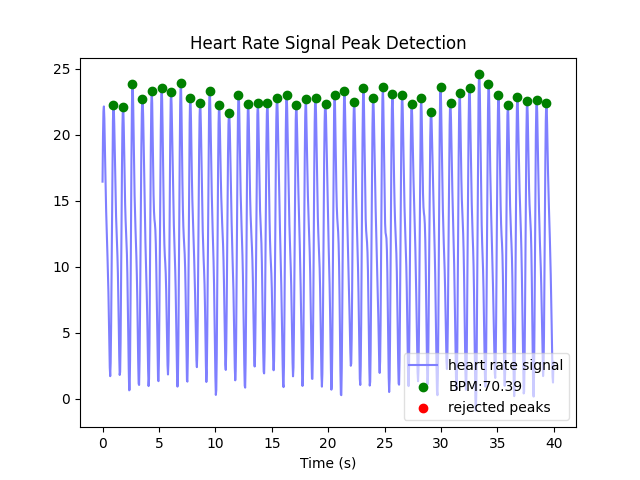 Heart Rate Signal Peak Detection
25
20
15
10
5
0
heart rate signal
BPM:70.39
rejected peaks
0 5 10 15 20 25 30 35 40
Time (s)